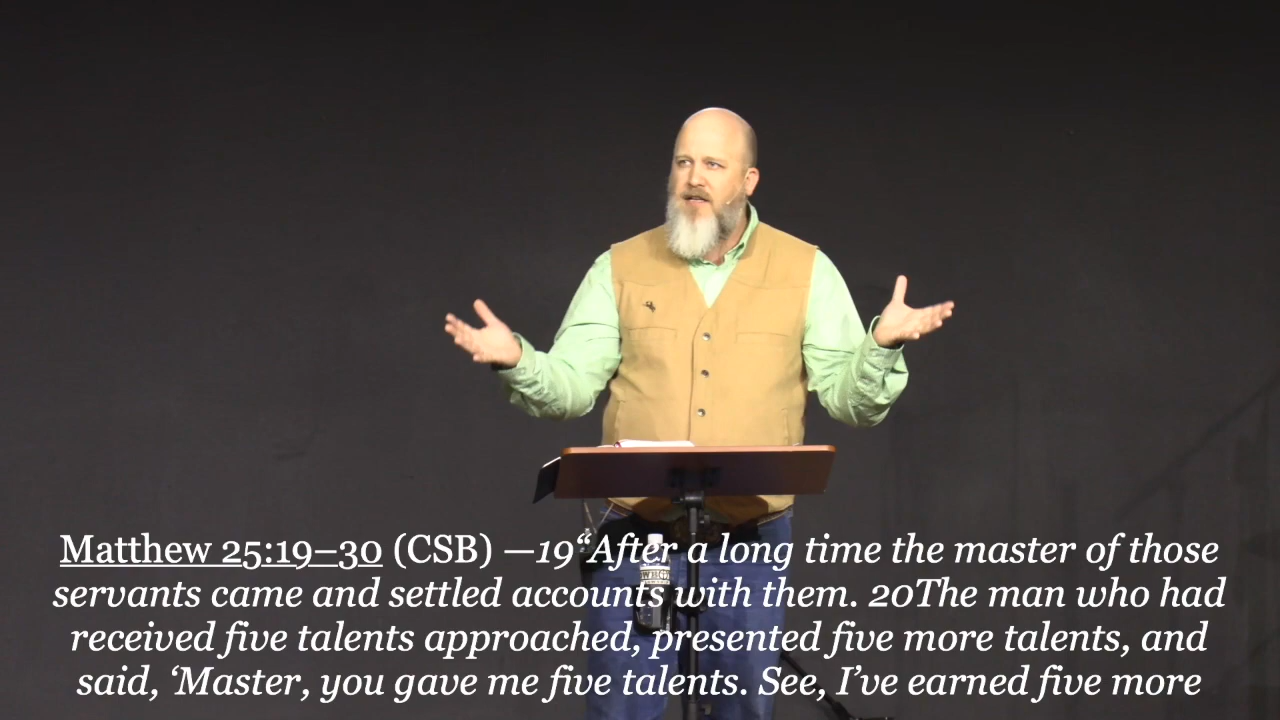 Matthew 25:19–30 (CSB) —19“After a long time the master of those
servants came and settled accounts with them. 20The man who had
received five talents approached, presented five more talents, and
said, ‘Master, you gave me five talents. See, I’ve earned five more